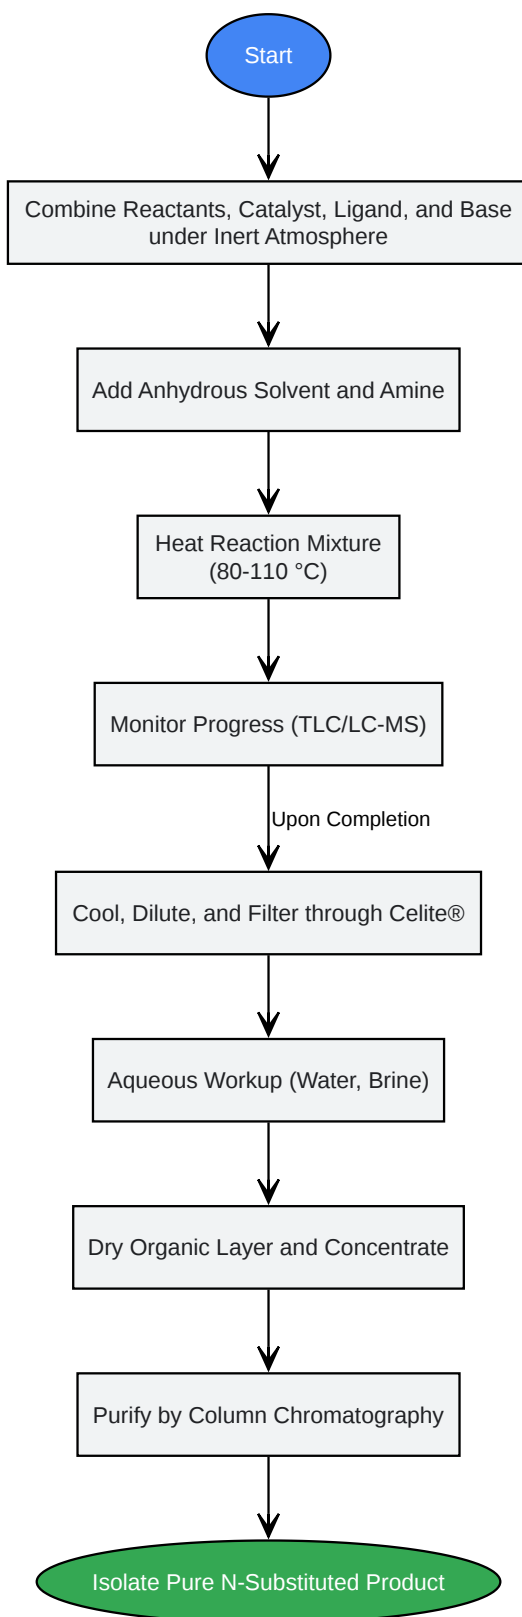 Start
Combine Reactants, Catalyst, Ligand, and Base
under Inert Atmosphere
Add Anhydrous Solvent and Amine
Heat Reaction Mixture
(80-110 °C)
Monitor Progress (TLC/LC-MS)
Upon Completion
Cool, Dilute, and Filter through Celite®
Aqueous Workup (Water, Brine)
Dry Organic Layer and Concentrate
Purify by Column Chromatography
Isolate Pure N-Substituted Product